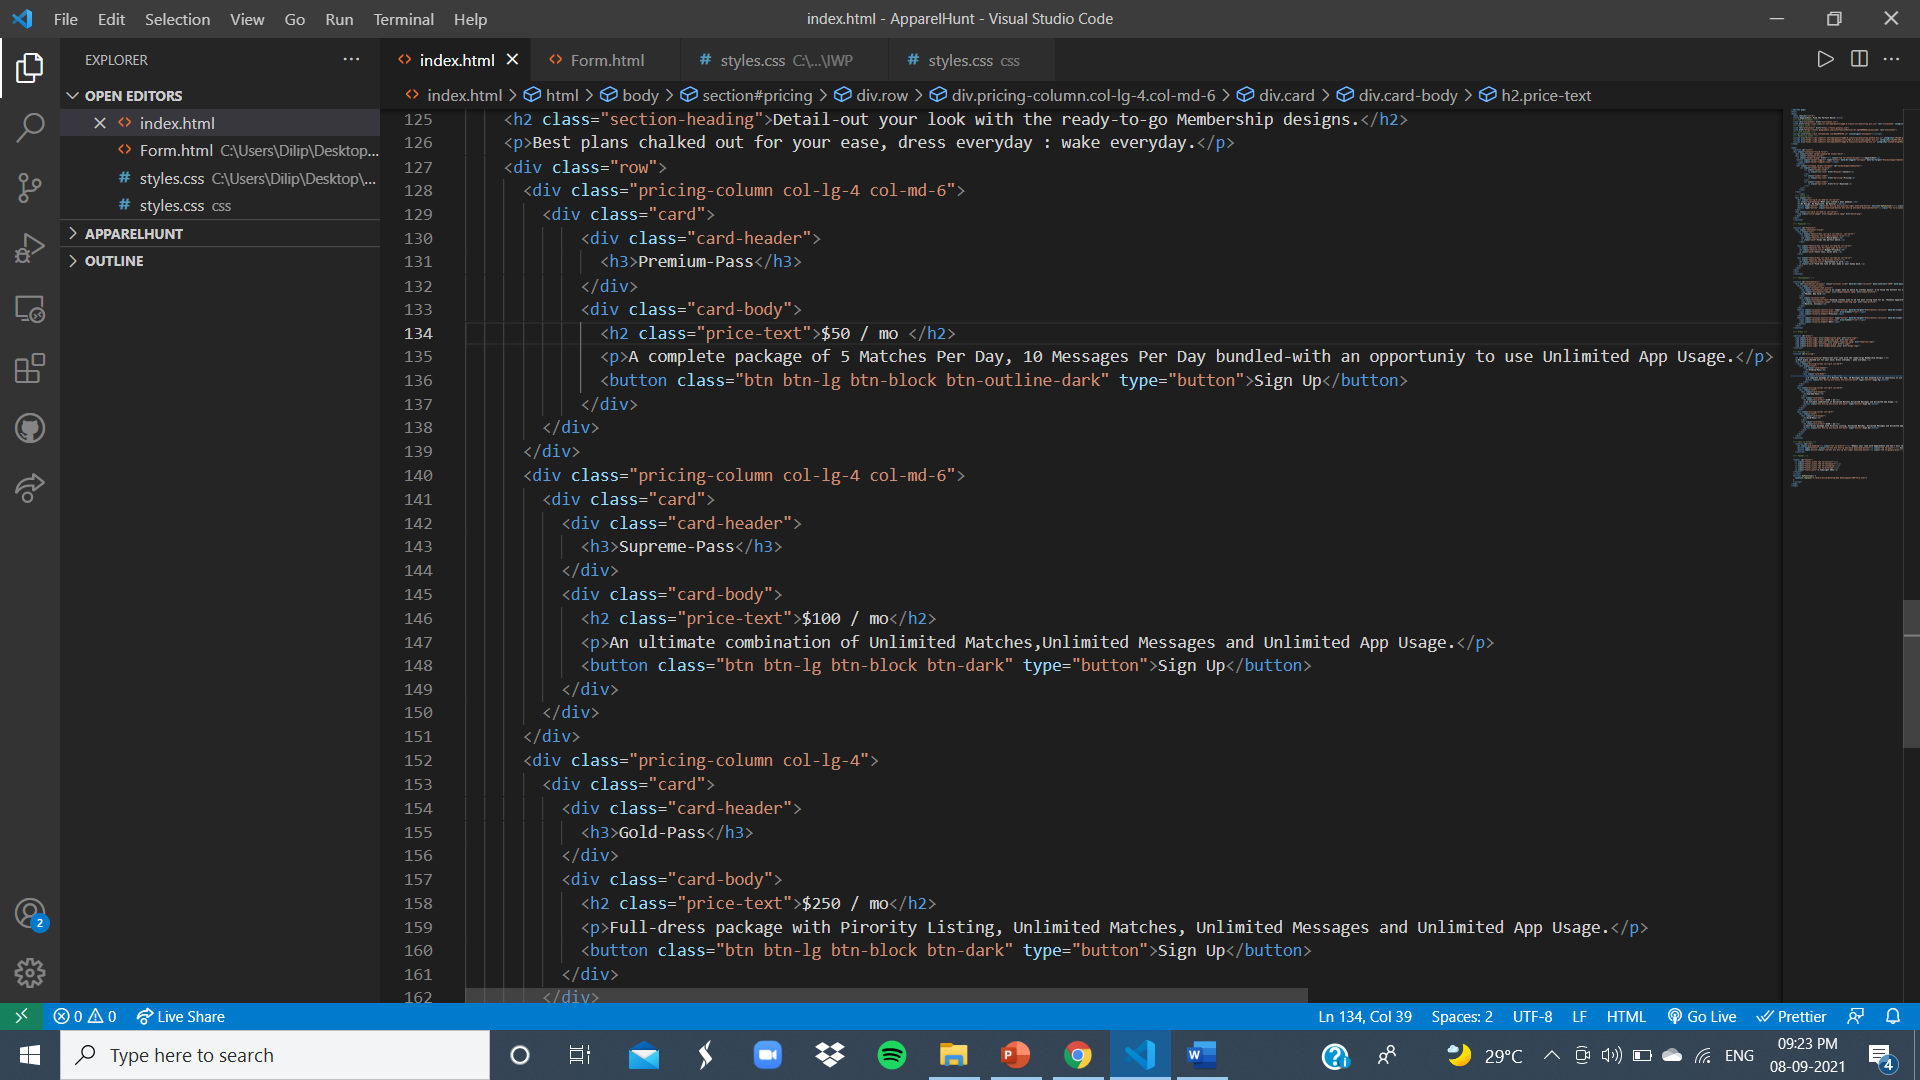 File Edit Selection View Go Run Terminal Help
index.html - ApparelHunt - Visual Studio Code
EXPLORER
OPEN EDITORS
index.html
Form.html C:\Users\Dilip\Desktop...
styles.css C:\Users\Dilip\Desktop\...
styles.css css
APPARELHUNT
OUTLINE
2
index.html
Form.html
styles.css C:\...\IWP
styles.css css
index.html > html > body > section#pricing > div.row > div.pricing-column.col-lg-4.col-md-6 > div.card > div.card-body > h2.price-text
125 <h2 class="section-heading">Detail-out your look with the ready-to-go Membership designs.</h2>
126 <p>Best plans chalked out for your ease, dress everyday : wake everyday.</p>
127 <div class="row">
128 <div class="pricing-column col-lg-4 col-md-6">
129 <div class="card">
130 <div class="card-header">
131 <h3>Premium-Pass</h3>
132 </div>
133 <div class="card-body">
134 <h2 class="price-text">$50 / mo </h2>
135 <p>A complete package of 5 Matches Per Day, 10 Messages Per Day bundled-with an opportuniy to use Unlimited App Usage.</p>
136 <button class="btn btn-lg btn-block btn-outline-dark" type="button">Sign Up</button>
137 </div>
138 </div>
139 </div>
140 <div class="pricing-column col-lg-4 col-md-6">
141 <div class="card">
142 <div class="card-header">
143 <h3>Supreme-Pass</h3>
144 </div>
145 <div class="card-body">
146 <h2 class="price-text">$100 / mo</h2>
147 <p>An ultimate combination of Unlimited Matches,Unlimited Messages and Unlimited App Usage.</p>
148 <button class="btn btn-lg btn-block btn-dark" type="button">Sign Up</button>
149 </div>
150 </div>
151 </div>
152 <div class="pricing-column col-lg-4">
153 <div class="card">
154 <div class="card-header">
155 <h3>Gold-Pass</h3>
156 </div>
157 <div class="card-body">
158 <h2 class="price-text">$250 / mo</h2>
159 <p>Full-dress package with Pirority Listing, Unlimited Matches, Unlimited Messages and Unlimited App Usage.</p>
160 <button class="btn btn-lg btn-block btn-dark" type="button">Sign Up</button>
161 </div>
162 </div>
0 0 Live Share
Ln 134, Col 39 Spaces: 2 UTF-8 LF HTML Go Live Prettier
Type here to search
29°C ENG
09:23 PM
08-09-2021
4